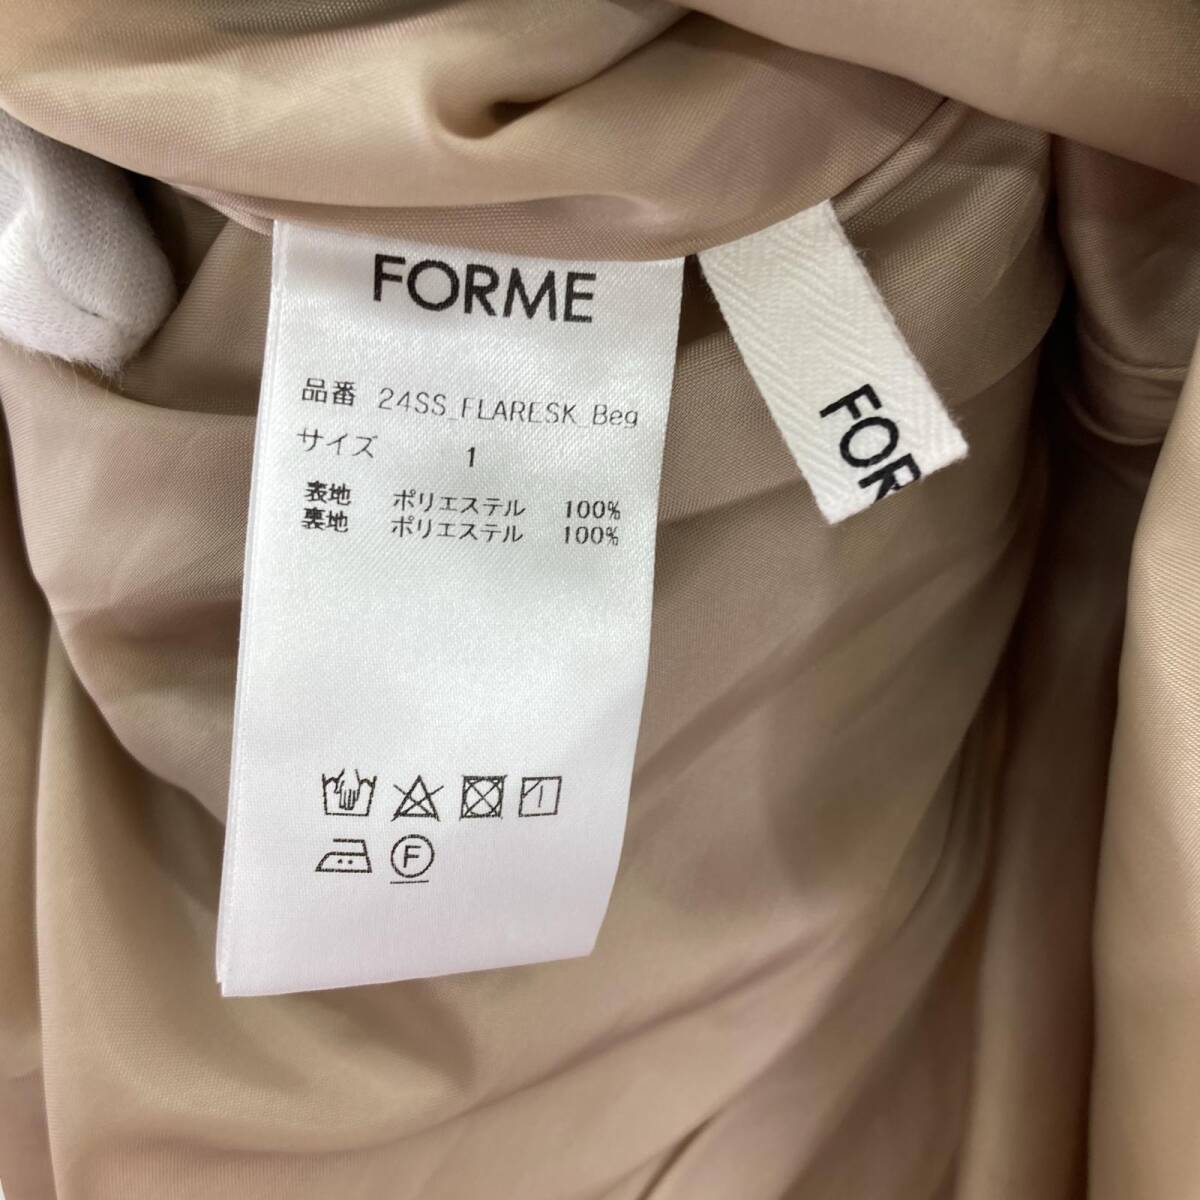 FORME
品番 24SS_FLARESK_Beg
サイズ 1
表地 ポリエステル 100%
裏地 ポリエステル 100%
F
FOR